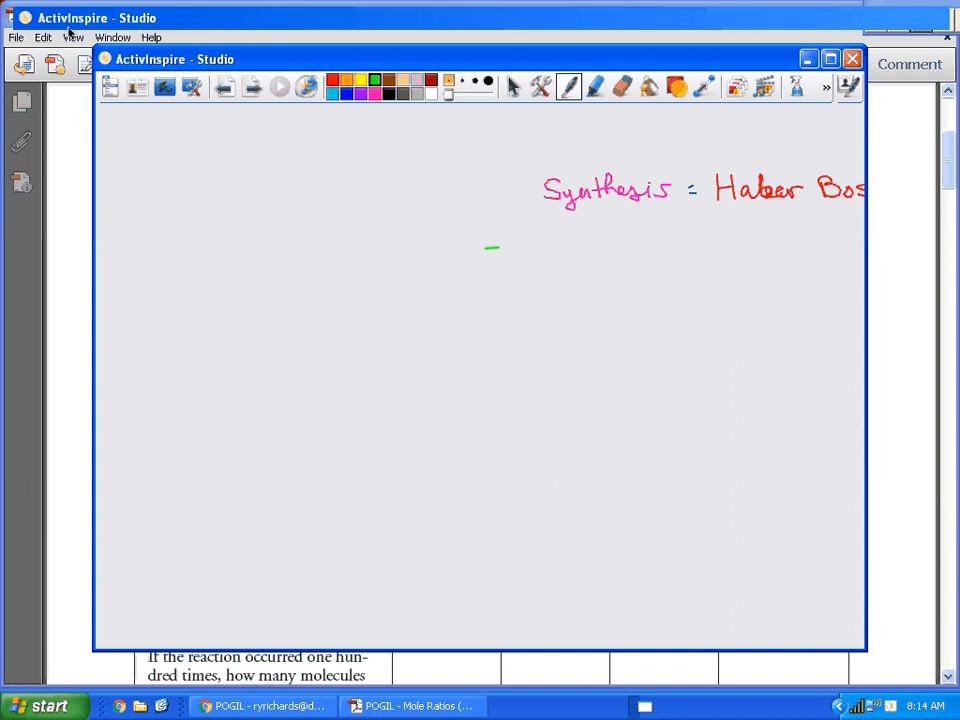 ActivInspire - Studio
File Edit View Window Help
Comment
ActivInspire - Studio
Synthesis = Haber Bos
-
If the reaction occurred one hun-
dred times, how many molecules
start
POGIL - ryrichards@d...
POGIL - Mole Ratios (...
8:14 AM